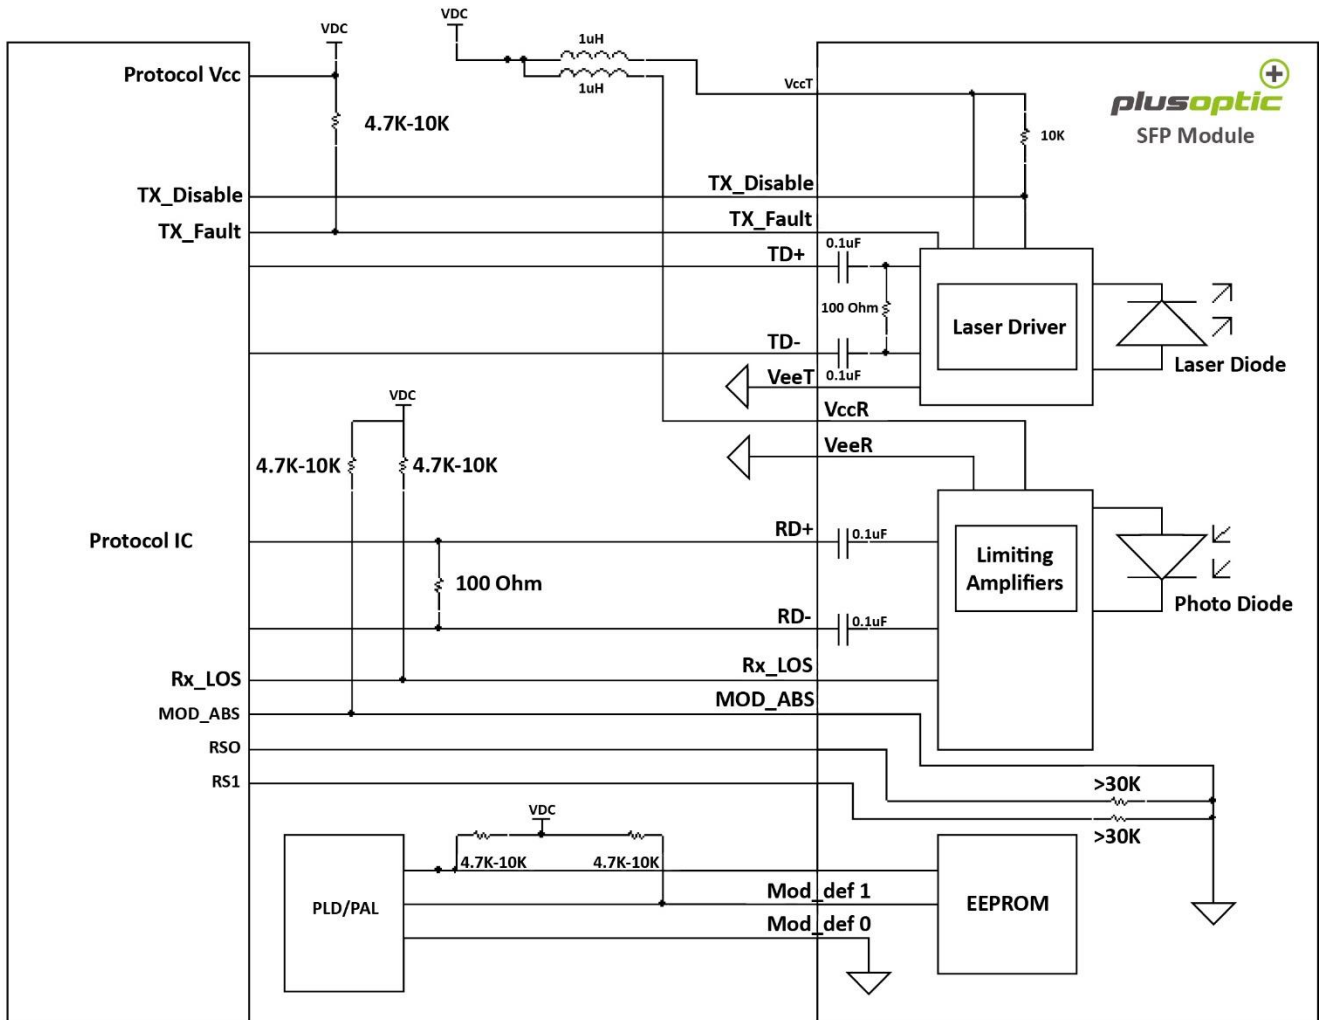 VDC
VDC
1uH
1uH
Protocol Vcc
VccT
plusoptic
SFP Module
4.7K-10K
10K
TX_Disable
TX_Disable
TX_Fault
TX_Fault
TD+
0.1uF
100 Ohm
Laser Driver
TD-
0.1uF
Laser Diode
VeeT
VDC
VccR
VeeR
4.7K-10K
4.7K-10K
Protocol IC
RD+
0.1uF
Limiting
Amplifiers
100 Ohm
Photo Diode
RD-
0.1uF
Rx_LOS
Rx_LOS
MOD_ABS
MOD_ABS
RSO
RS1
>30K
>30K
VDC
4.7K-10K
4.7K-10K
PLD/PAL
Mod_def 1
EEPROM
Mod_def 0